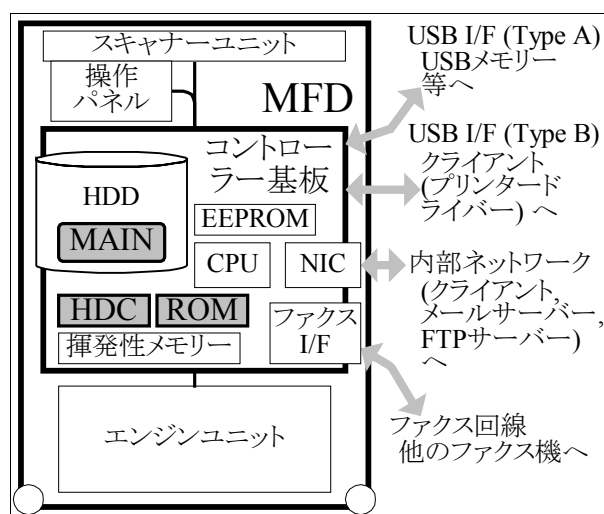 スキャナーユニット
操作
パネル
MFD
コントロー
ラー基板
HDD
MAIN
EEPROM
CPU
NIC
HDC
ROM
揮発性メモリー
ファクス
I/F
エンジンユニット
USB I/F (Type A)
USBメモリー
等へ
USB I/F (Type B)
クライアント
(プリンタード
ライバー) へ
内部ネットワーク
(クライアント,
メールサーバー,
FTPサーバー)
へ
ファクス回線
他のファクス機へ